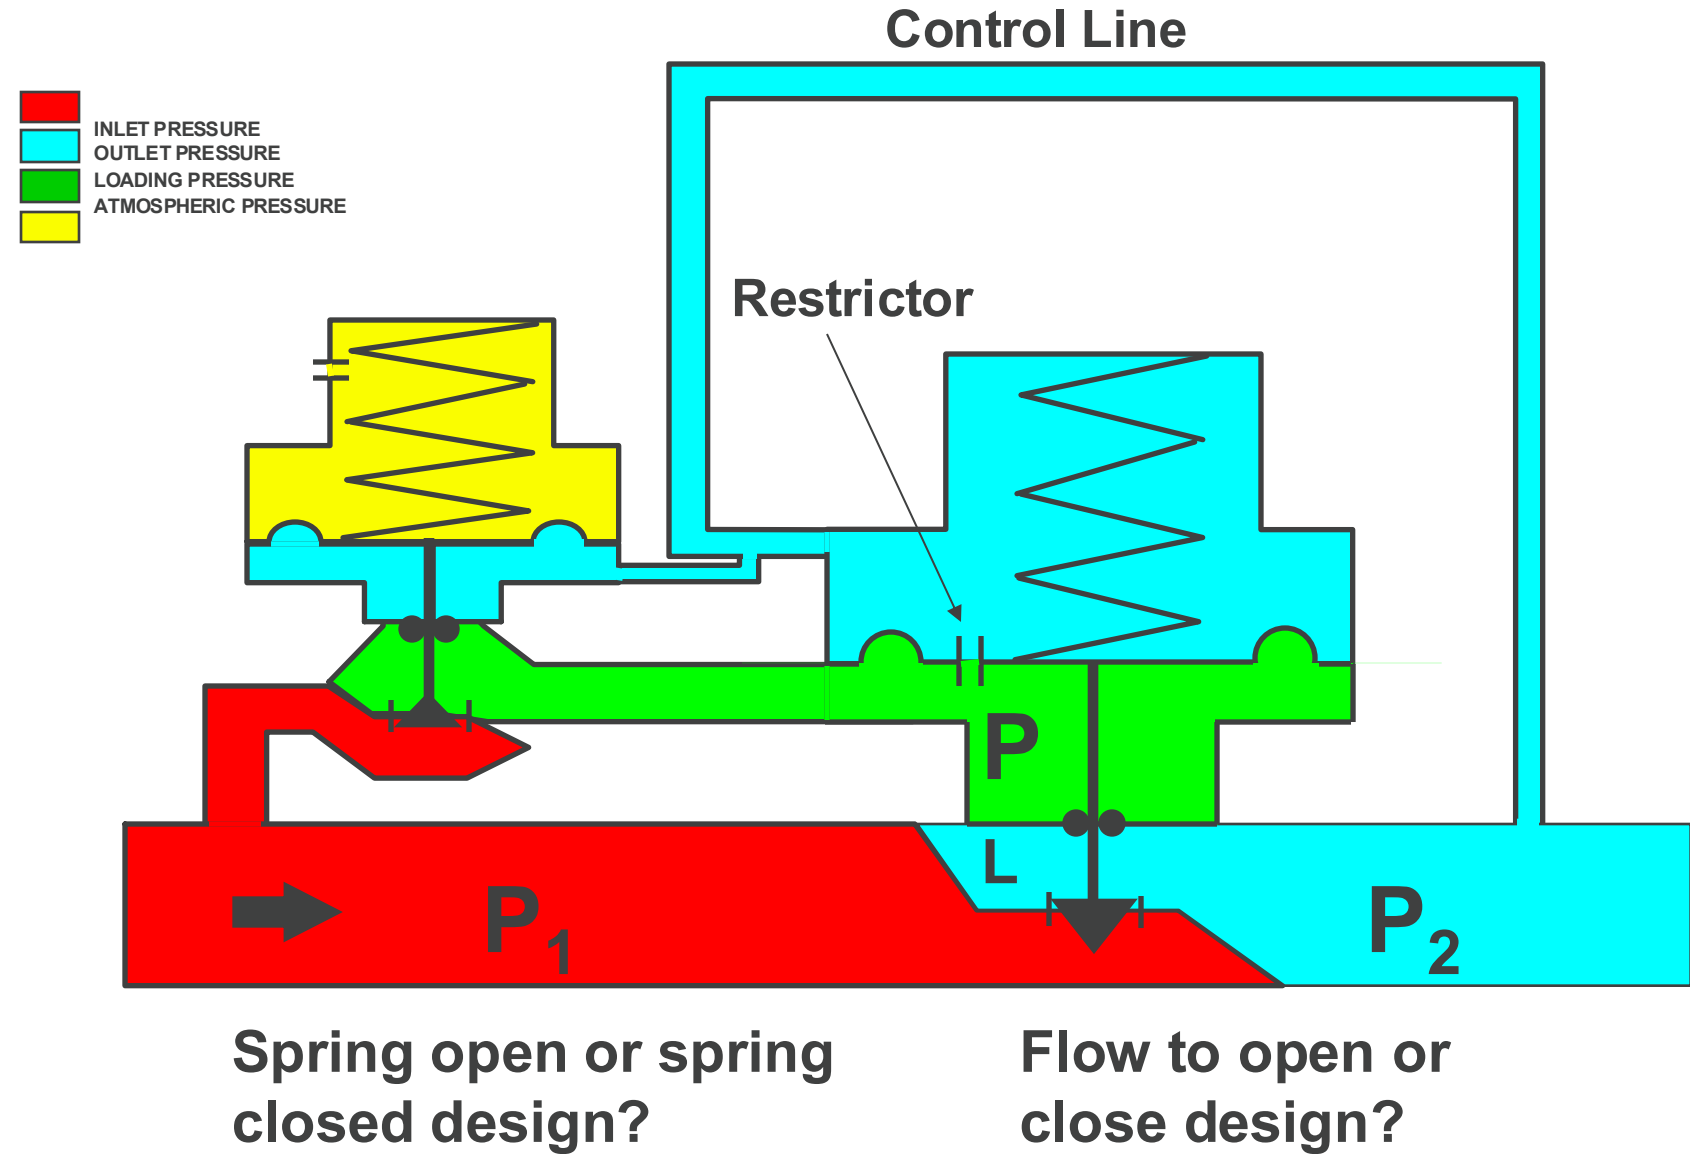 Control Line
INLET PRESSURE
OUTLET PRESSURE
LOADING PRESSURE
ATMOSPHERIC PRESSURE
Restrictor
P
L
P1
P2
Spring open or spring
closed design?
Flow to open or
close design?